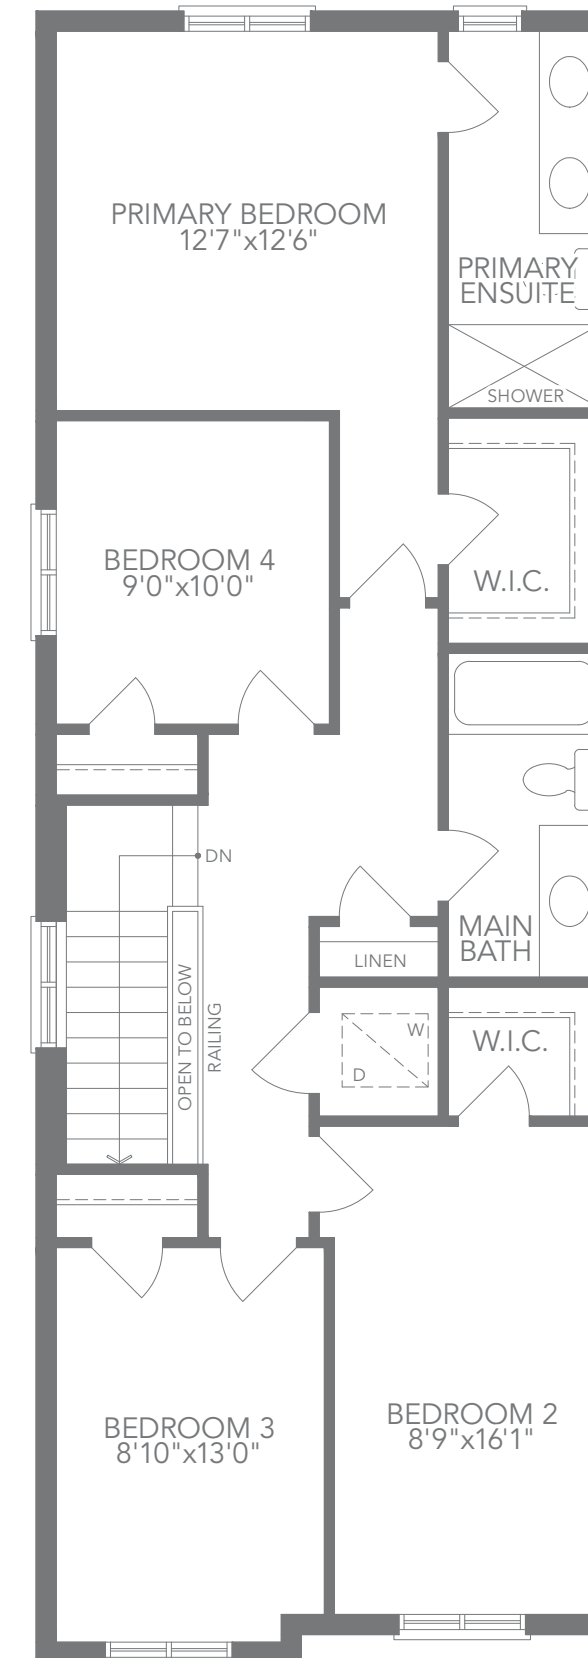 PRIMARY BEDROOM
12'7"x12'6"
PRIMARY
ENSUITE
SHOWER
BEDROOM 4
9'0"x10'0"
W.I.C.
DN
MAIN
BATH
LINEN
OPEN TO BELOW
RAILING
W
D
W.I.C.
BEDROOM 3
8'10"x13'0"
BEDROOM 2
8'9"x16'1"